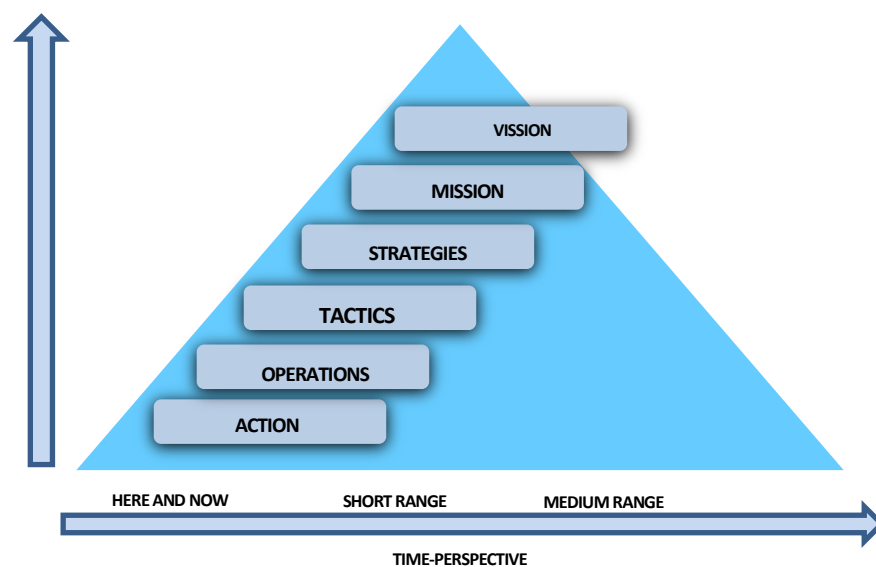 VISSION
MISSION
STRATEGIES
TACTICS
OPERATIONS
ACTION
HERE AND NOW SHORT RANGE MEDIUM RANGE
TIME-PERSPECTIVE